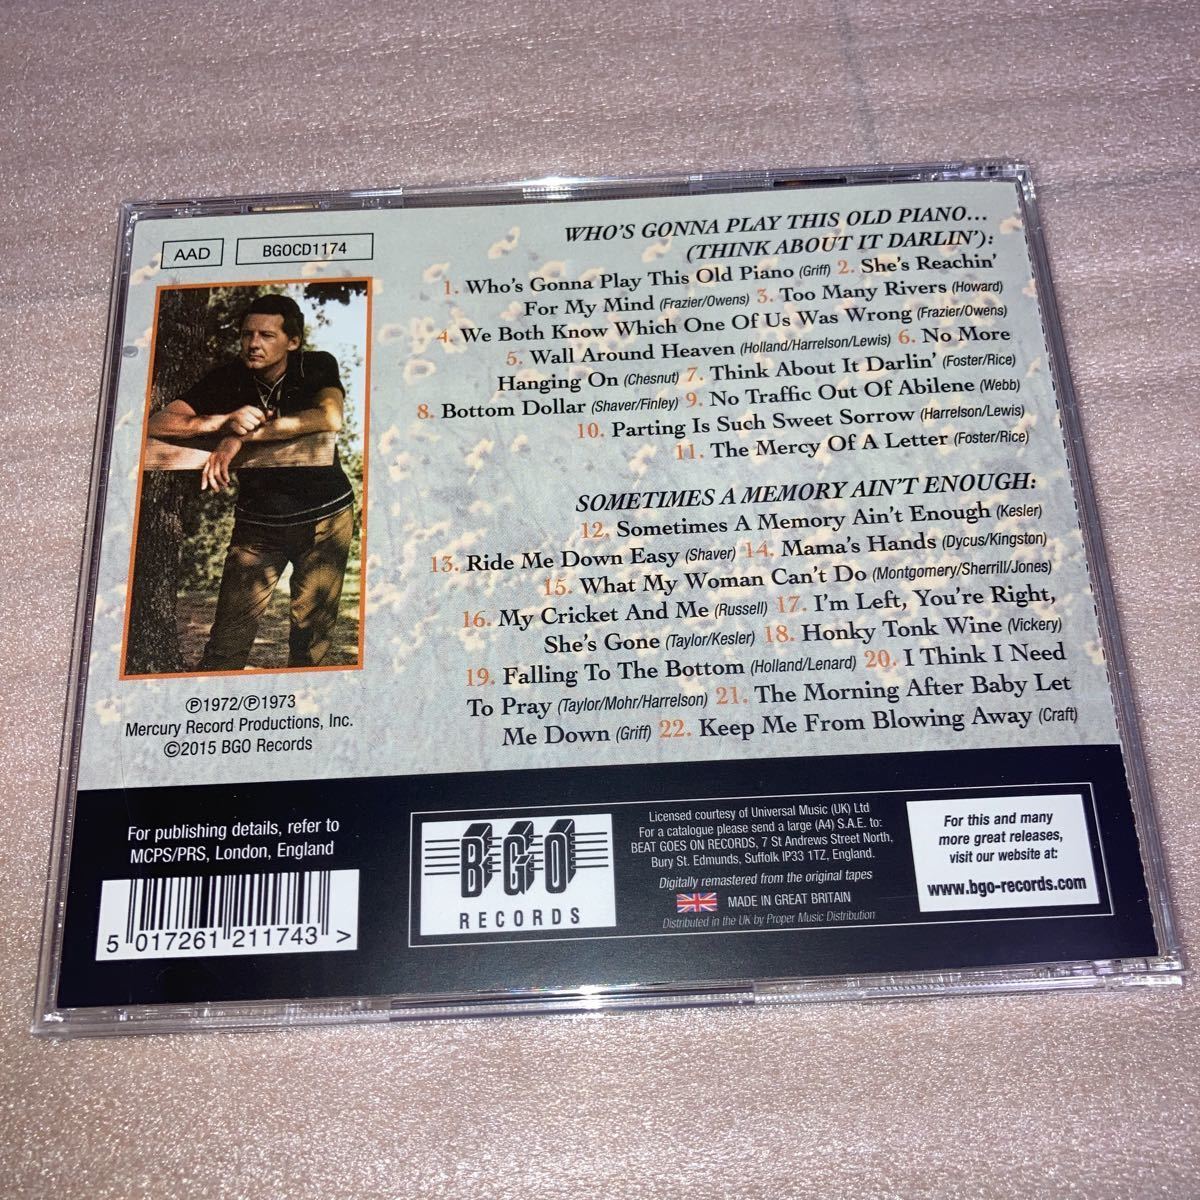 AAD
BGOCD1174
WHO'S GONNA PLAY THIS OLD PIANO...
(THINK ABOUT IT DARLIN'):
1. Who's Gonna Play This Old Piano (Griff) 2. She's Reachin'
For My Mind (Frazier/Owens) 3. Too Many Rivers (Howard)
4. We Both Know Which One Of Us Was Wrong (Frazier/Owens)
5. Wall Around Heaven (Holland/Harrelson/Lewis) 6. No More
Hanging On (Chesnut) 7. Think About It Darlin' (Foster/Rice)
8. Bottom Dollar (Shaver/Finley) 9. No Traffic Out Of Abilene (Webb)
10. Parting Is Such Sweet Sorrow (Harrelson/Lewis)
11. The Mercy Of A Letter (Foster/Rice)
SOMETIMES A MEMORY AIN'T ENOUGH:
12. Sometimes A Memory Ain't Enough (Kesler)
13. Ride Me Down Easy (Shaver) 14. Mama's Hands (Dycus/Kingston)
15. What My Woman Can't Do (Montgomery/Sherrill/Jones)
16. My Cricket And Me (Russell) 17. I'm Left, You're Right,
She's Gone (Taylor/Kesler) 18. Honky Tonk Wine (Vickery)
19. Falling To The Bottom (Holland/Lenard) 20. I Think I Need
To Pray (Taylor/Mohr/Harrelson) 21. The Morning After Baby Let
Me Down (Griff) 22. Keep Me From Blowing Away (Craft)
℗1972/℗1973
Mercury Record Productions, Inc.
©2015 BGO Records
For publishing details, refer to
MCPS/PRS, London, England
5 017261 211743 >
BGO
RECORDS
Licensed courtesy of Universal Music (UK) Ltd
For a catalogue please send a large (A4) S.A.E. to:
BEAT GOES ON RECORDS, 7 St Andrews Street North,
Bury St. Edmunds, Suffolk IP33 1TZ, England.
Digitally remastered from the original tapes
MADE IN GREAT BRITAIN
Distributed in the UK by Proper Music Distribution
For this and many
more great releases,
visit our website at:
www.bgo-records.com